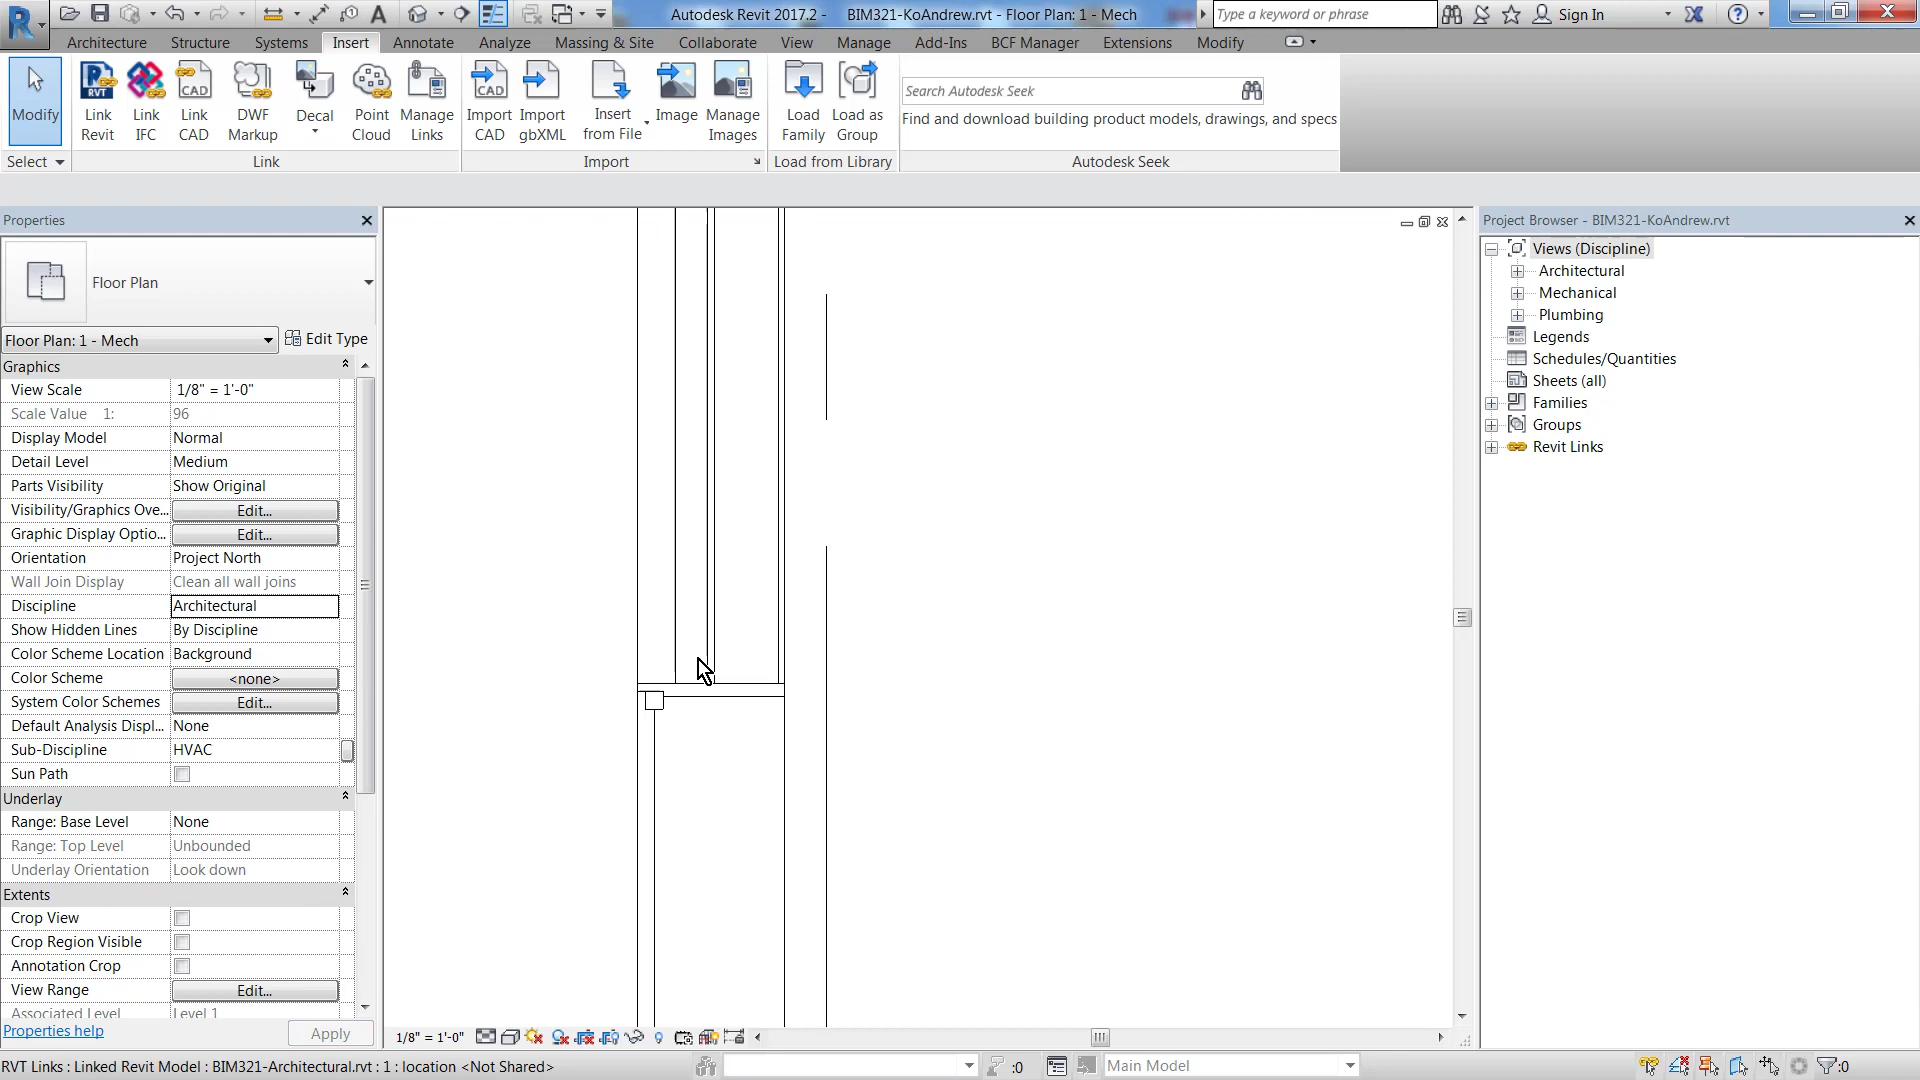 Autodesk Revit 2017.2 - BIM321-KoAndrew.rvt - Floor Plan: 1 - Mech
Type a keyword or phrase
Sign In
Architecture Structure Systems Insert Annotate Analyze Massing & Site Collaborate View Manage Add-Ins BCF Manager Extensions Modify
Modify
Link Revit
Link IFC
Link CAD
DWF Markup
Decal
Point Cloud
Manage Links
Import CAD
Import gbXML
Insert from File
Image
Manage Images
Load Family
Load as Group
Search Autodesk Seek
Find and download building product models, drawings, and specs
Select
Link
Import
Load from Library
Autodesk Seek
Properties
Floor Plan
Floor Plan: 1 - Mech
Edit Type
Graphics
View Scale 1/8" = 1'-0"
Scale Value 1: 96
Display Model Normal
Detail Level Medium
Parts Visibility Show Original
Visibility/Graphics Ove... Edit...
Graphic Display Optio... Edit...
Orientation Project North
Wall Join Display Clean all wall joins
Discipline Architectural
Show Hidden Lines By Discipline
Color Scheme Location Background
Color Scheme <none>
System Color Schemes Edit...
Default Analysis Displ... None
Sub-Discipline HVAC
Sun Path
Underlay
Range: Base Level None
Range: Top Level Unbounded
Underlay Orientation Look down
Extents
Crop View
Crop Region Visible
Annotation Crop
View Range Edit...
Associated Level Level 1
Properties help
Apply
1/8" = 1'-0"
Project Browser - BIM321-KoAndrew.rvt
Views (Discipline)
Architectural
Mechanical
Plumbing
Legends
Schedules/Quantities
Sheets (all)
Families
Groups
Revit Links
RVT Links : Linked Revit Model : BIM321-Architectural.rvt : 1 : location <Not Shared>
:0
Main Model
:0